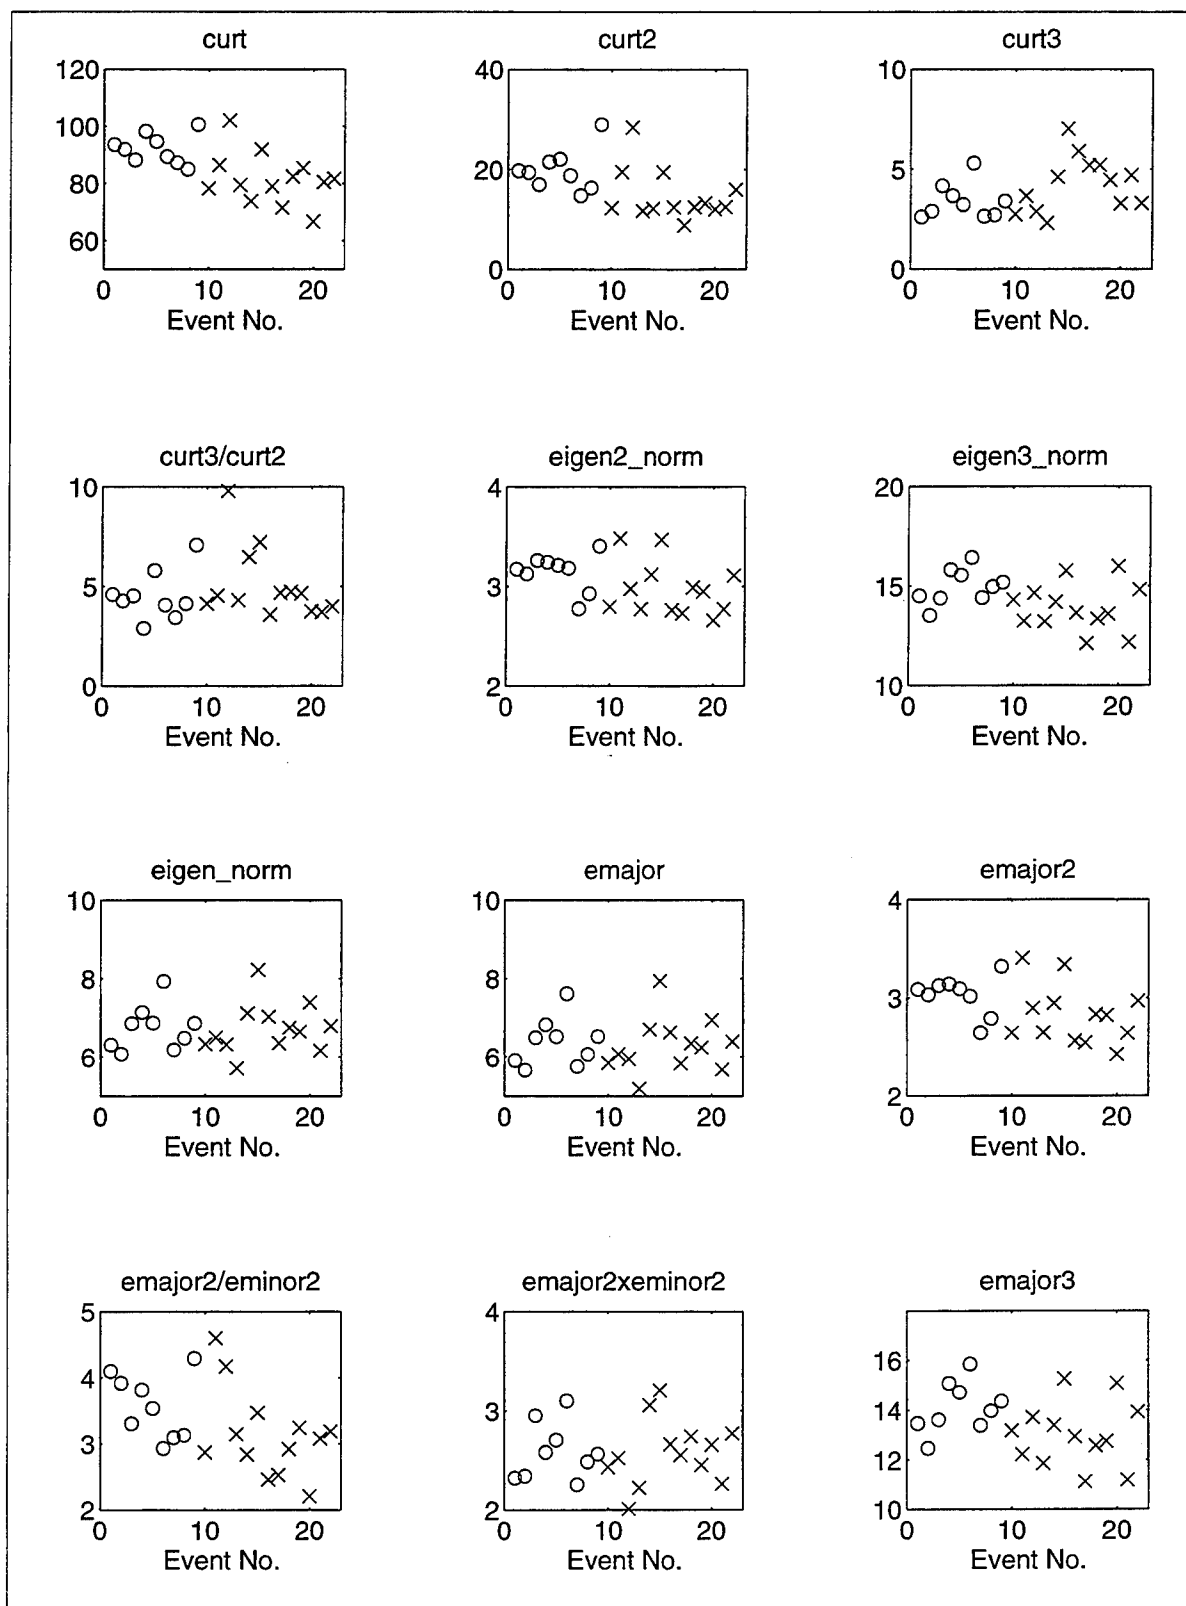 curt curt2 curt3
120 40 10
100
80 20 5
60
0 0
0 10 20 0 10 20 0 10 20
Event No. Event No. Event No.
curt3/curt2 eigen2_norm eigen3_norm
10 4 20
5 3 15
0 2 10
0 10 20 0 10 20 0 10 20
Event No. Event No. Event No.
eigen_norm emajor emajor2
10 10 4
8 8 3
6 6
2
0 10 20 0 10 20 0 10 20
Event No. Event No. Event No.
emajor2/eminor2 emajor2xeminor2 emajor3
5 4
16
4 3 14
3 12
2 2 10
0 10 20 0 10 20 0 10 20
Event No. Event No. Event No.